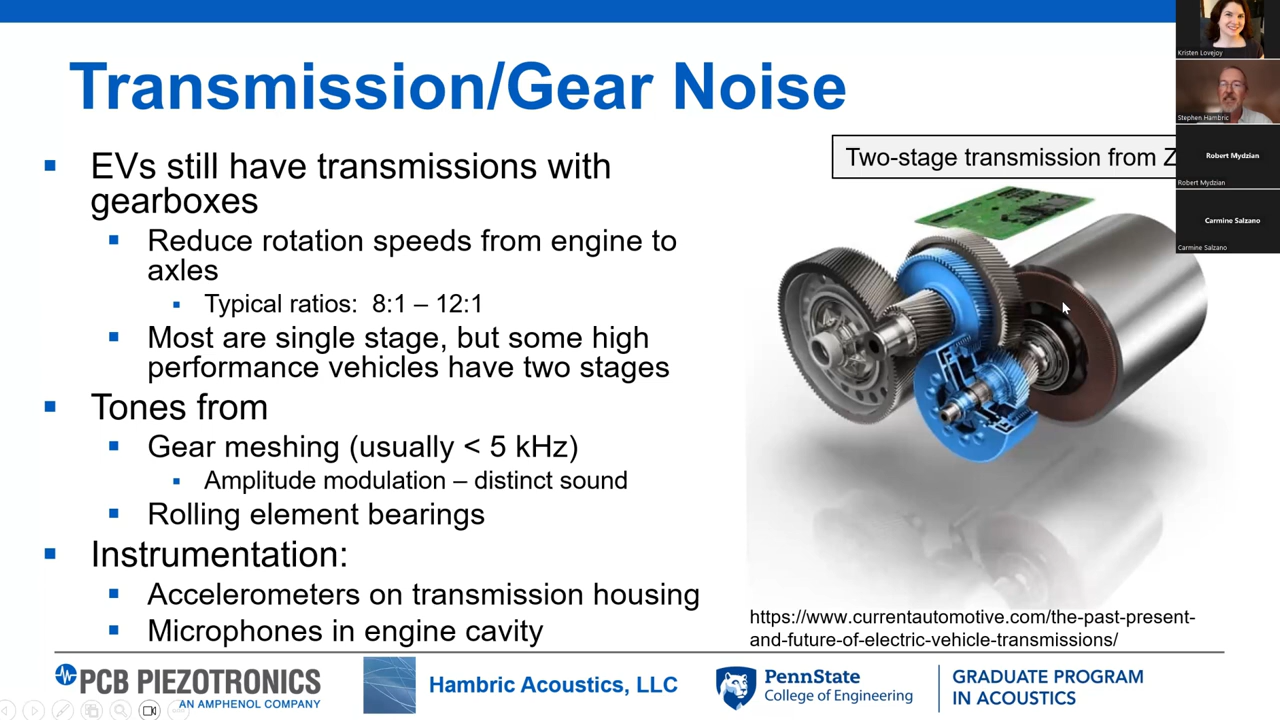 Transmission/Gear Noise
EVs still have transmissions with
gearboxes
Reduce rotation speeds from engine to
axles
Typical ratios: 8:1 – 12:1
Most are single stage, but some high
performance vehicles have two stages
Tones from
Gear meshing (usually < 5 kHz)
Amplitude modulation – distinct sound
Rolling element bearings
Instrumentation:
Accelerometers on transmission housing
Microphones in engine cavity
Two-stage transmission from Z
https://www.currentautomotive.com/the-past-present-
and-future-of-electric-vehicle-transmissions/
Kristen Lovejoy
Stephen Hambric
Robert Mydzian
Robert Mydzian
Carmine Salzano
Carmine Salzano
PCB PIEZOTRONICS
AN AMPHENOL COMPANY
Hambric Acoustics, LLC
PennState
College of Engineering
GRADUATE PROGRAM
IN ACOUSTICS